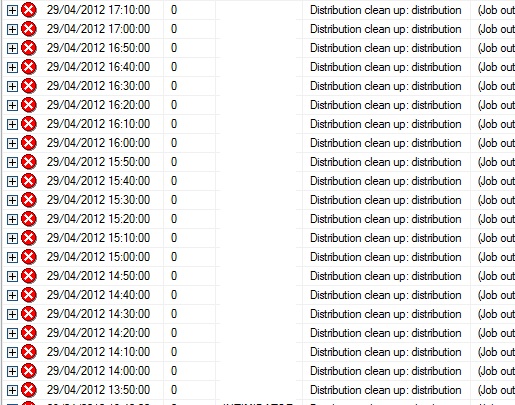 29/04/2012 17:10:00 0 Distribution clean up: distribution (Job out
29/04/2012 17:00:00 0 Distribution clean up: distribution (Job out
29/04/2012 16:50:00 0 Distribution clean up: distribution (Job out
29/04/2012 16:40:00 0 Distribution clean up: distribution (Job out
29/04/2012 16:30:00 0 Distribution clean up: distribution (Job out
29/04/2012 16:20:00 0 Distribution clean up: distribution (Job out
29/04/2012 16:10:00 0 Distribution clean up: distribution (Job out
29/04/2012 16:00:00 0 Distribution clean up: distribution (Job out
29/04/2012 15:50:00 0 Distribution clean up: distribution (Job out
29/04/2012 15:40:00 0 Distribution clean up: distribution (Job out
29/04/2012 15:30:00 0 Distribution clean up: distribution (Job out
29/04/2012 15:20:00 0 Distribution clean up: distribution (Job out
29/04/2012 15:10:00 0 Distribution clean up: distribution (Job out
29/04/2012 15:00:00 0 Distribution clean up: distribution (Job out
29/04/2012 14:50:00 0 Distribution clean up: distribution (Job out
29/04/2012 14:40:00 0 Distribution clean up: distribution (Job out
29/04/2012 14:30:00 0 Distribution clean up: distribution (Job out
29/04/2012 14:20:00 0 Distribution clean up: distribution (Job out
29/04/2012 14:10:00 0 Distribution clean up: distribution (Job out
29/04/2012 14:00:00 0 Distribution clean up: distribution (Job out
29/04/2012 13:50:00 0 Distribution clean up: distribution (Job out